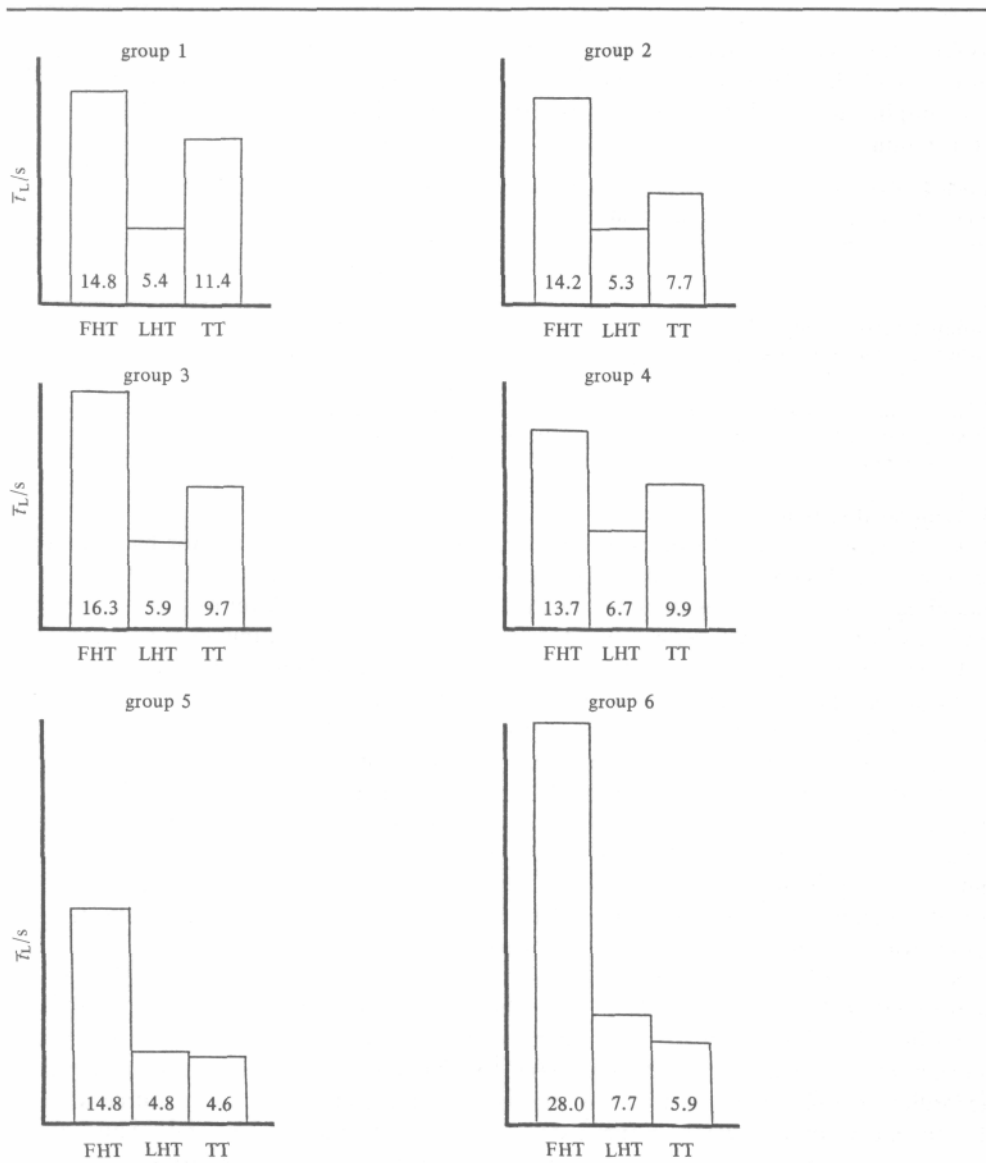 group 1
T̄L/s
14.8 5.4 11.4
FHT LHT TT
group 2
14.2 5.3 7.7
FHT LHT TT
group 3
T̄L/s
16.3 5.9 9.7
FHT LHT TT
group 4
13.7 6.7 9.9
FHT LHT TT
group 5
T̄L/s
14.8 4.8 4.6
FHT LHT TT
group 6
28.0 7.7 5.9
FHT LHT TT